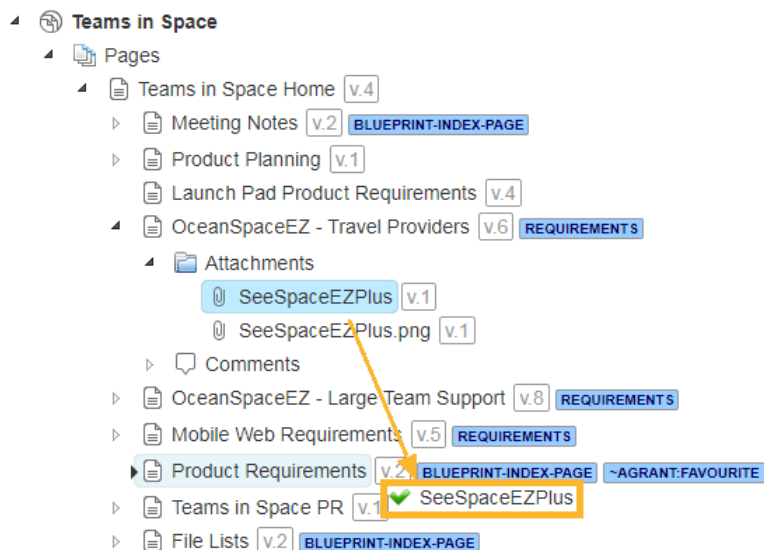 Teams in Space
Pages
Teams in Space Home v.4
Meeting Notes v.2 BLUEPRINT-INDEX-PAGE
Product Planning v.1
Launch Pad Product Requirements v.4
OceanSpaceEZ - Travel Providers v.6 REQUIREMENTS
Attachments
SeeSpaceEZPlus v.1
SeeSpaceEZPlus.png v.1
Comments
OceanSpaceEZ - Large Team Support v.8 REQUIREMENTS
Mobile Web Requirements v.5 REQUIREMENTS
Product Requirements v.2 BLUEPRINT-INDEX-PAGE ~AGRANT:FAVOURITE
SeeSpaceEZPlus
Teams in Space PR v.1
File Lists v.2 BLUEPRINT-INDEX-PAGE